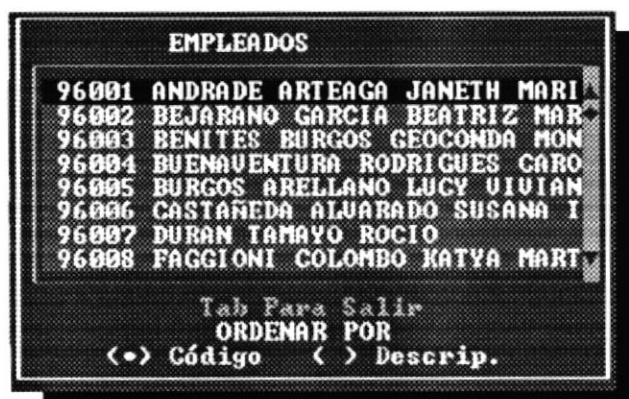 EMPLEADOS
96001 ANDRADE ARTEAGA JANETH MARI
96002 BEJARANO GARCIA BEATRIZ MAR
96003 BENITES BURGOS GEOCONDA MON
96004 BUENAVENTURA RODRIGUES CARO
96005 BURGOS ARELLANO LUCY VIVIAN
96006 CASTAÑEDA ALVARADO SUSANA I
96007 DURAN TAMAYO ROCIO
96008 FAGGIONI COLOMBO KATYA MART
Tab Para Salir
ORDENAR POR
(•) Código ( ) Descrip.